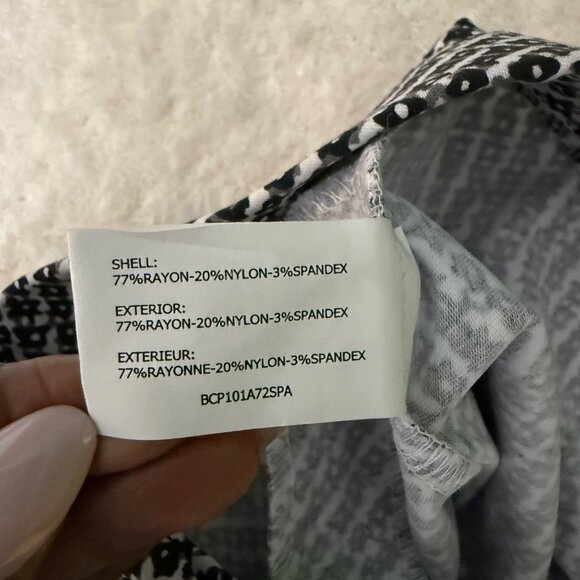 SHELL:
77%RAYON-20%NYLON-3%SPANDEX
EXTERIOR:
77%RAYON-20%NYLON-3%SPANDEX
EXTERIEUR:
77%RAYONNE-20%NYLON-3%SPANDEX
BCP101A72SPA